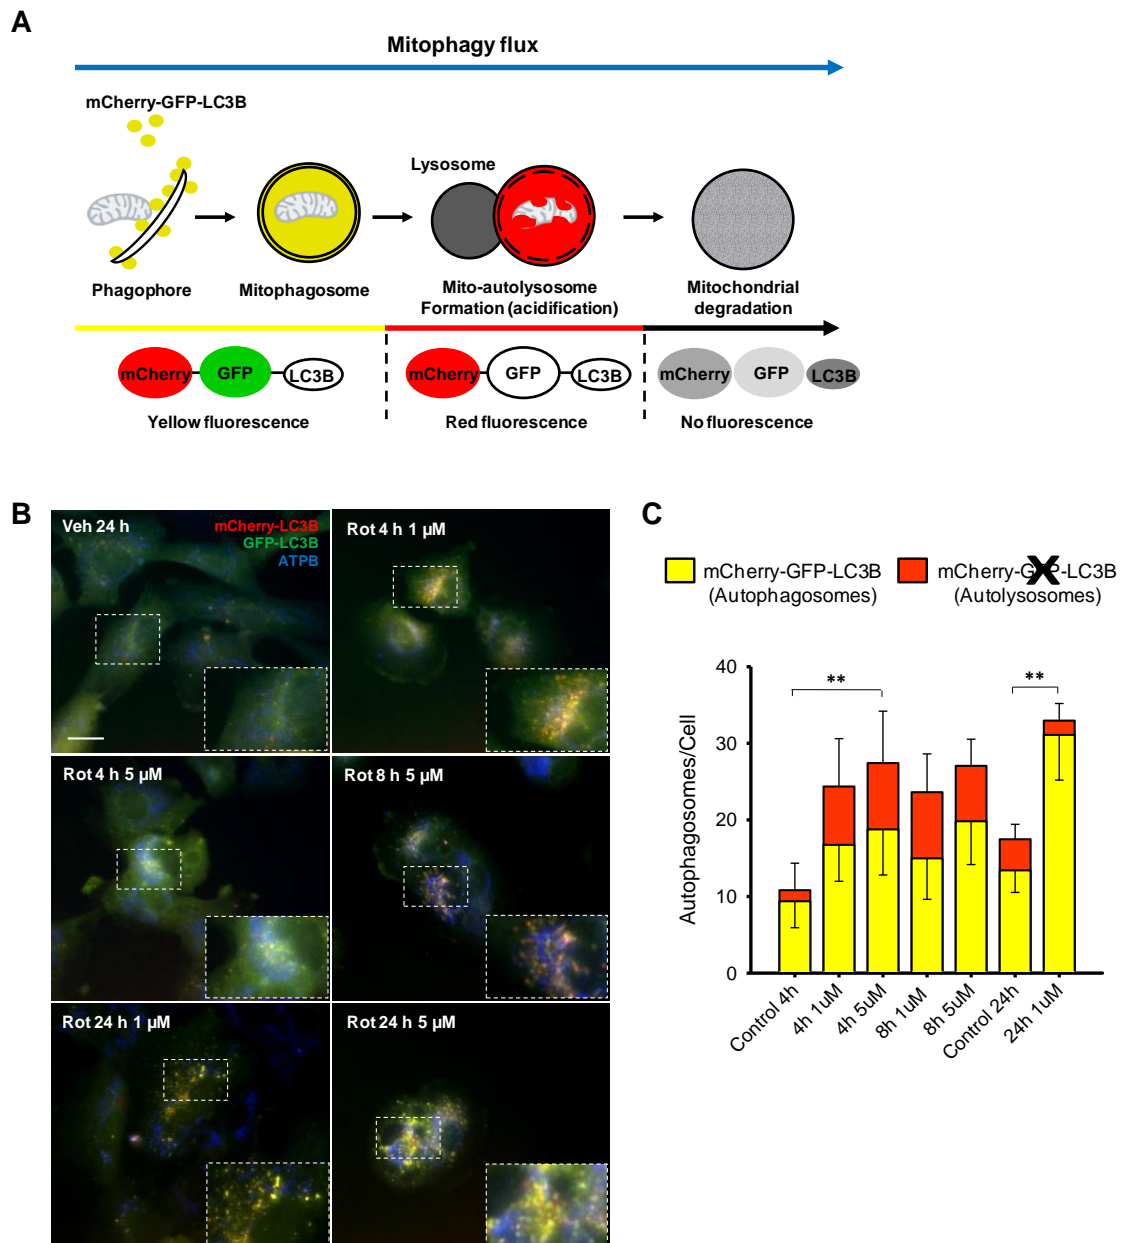 A
Mitophagy flux
mCherry-GFP-LC3B
Lysosome
Phagophore
Mitophagosome
Mito-autolysosome
Formation (acidification)
Mitochondrial
degradation
mCherry GFP LC3B
mCherry GFP LC3B
mCherry GFP LC3B
Yellow fluorescence
Red fluorescence
No fluorescence
B
Veh 24 h
mCherry-LC3B
GFP-LC3B
ATPB
Rot 4 h 1 µM
Rot 4 h 5 µM
Rot 8 h 5 µM
Rot 24 h 1 µM
Rot 24 h 5 µM
C
mCherry-GFP-LC3B
(Autophagosomes)
mCherry-GFP-LC3B
(Autolysosomes)
Autophagosomes/Cell
40
30
20
10
0
**
**
Control 4h
4h 1uM
4h 5uM
8h 1uM
8h 5uM
Control 24h
24h 1uM